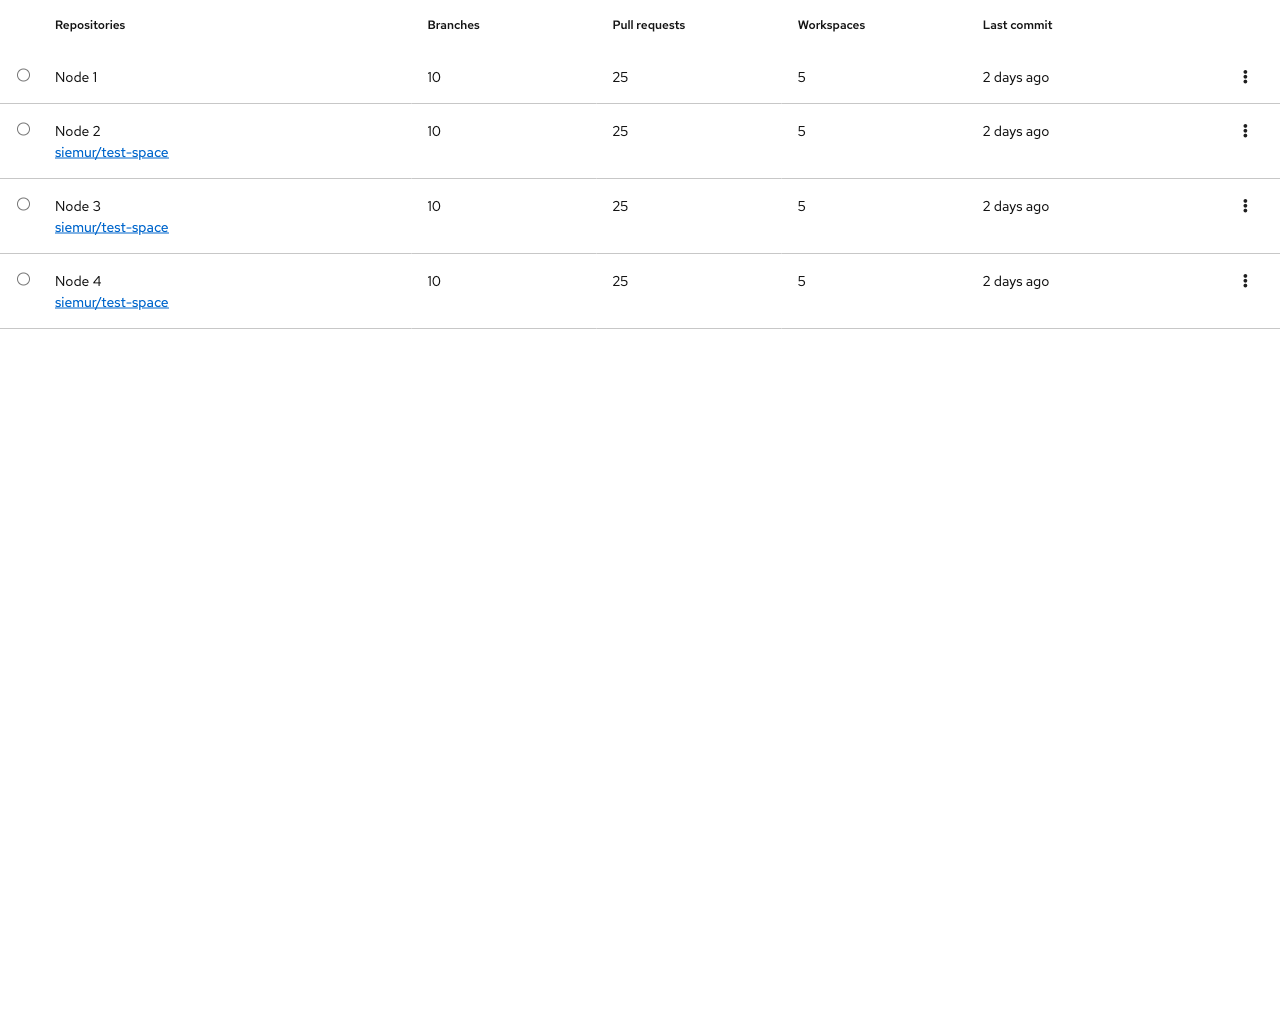 Repositories Branches Pull requests Workspaces Last commit
Node 1 10 25 5 2 days ago
Node 2 10 25 5 2 days ago
siemur/test-space
Node 3 10 25 5 2 days ago
siemur/test-space
Node 4 10 25 5 2 days ago
siemur/test-space